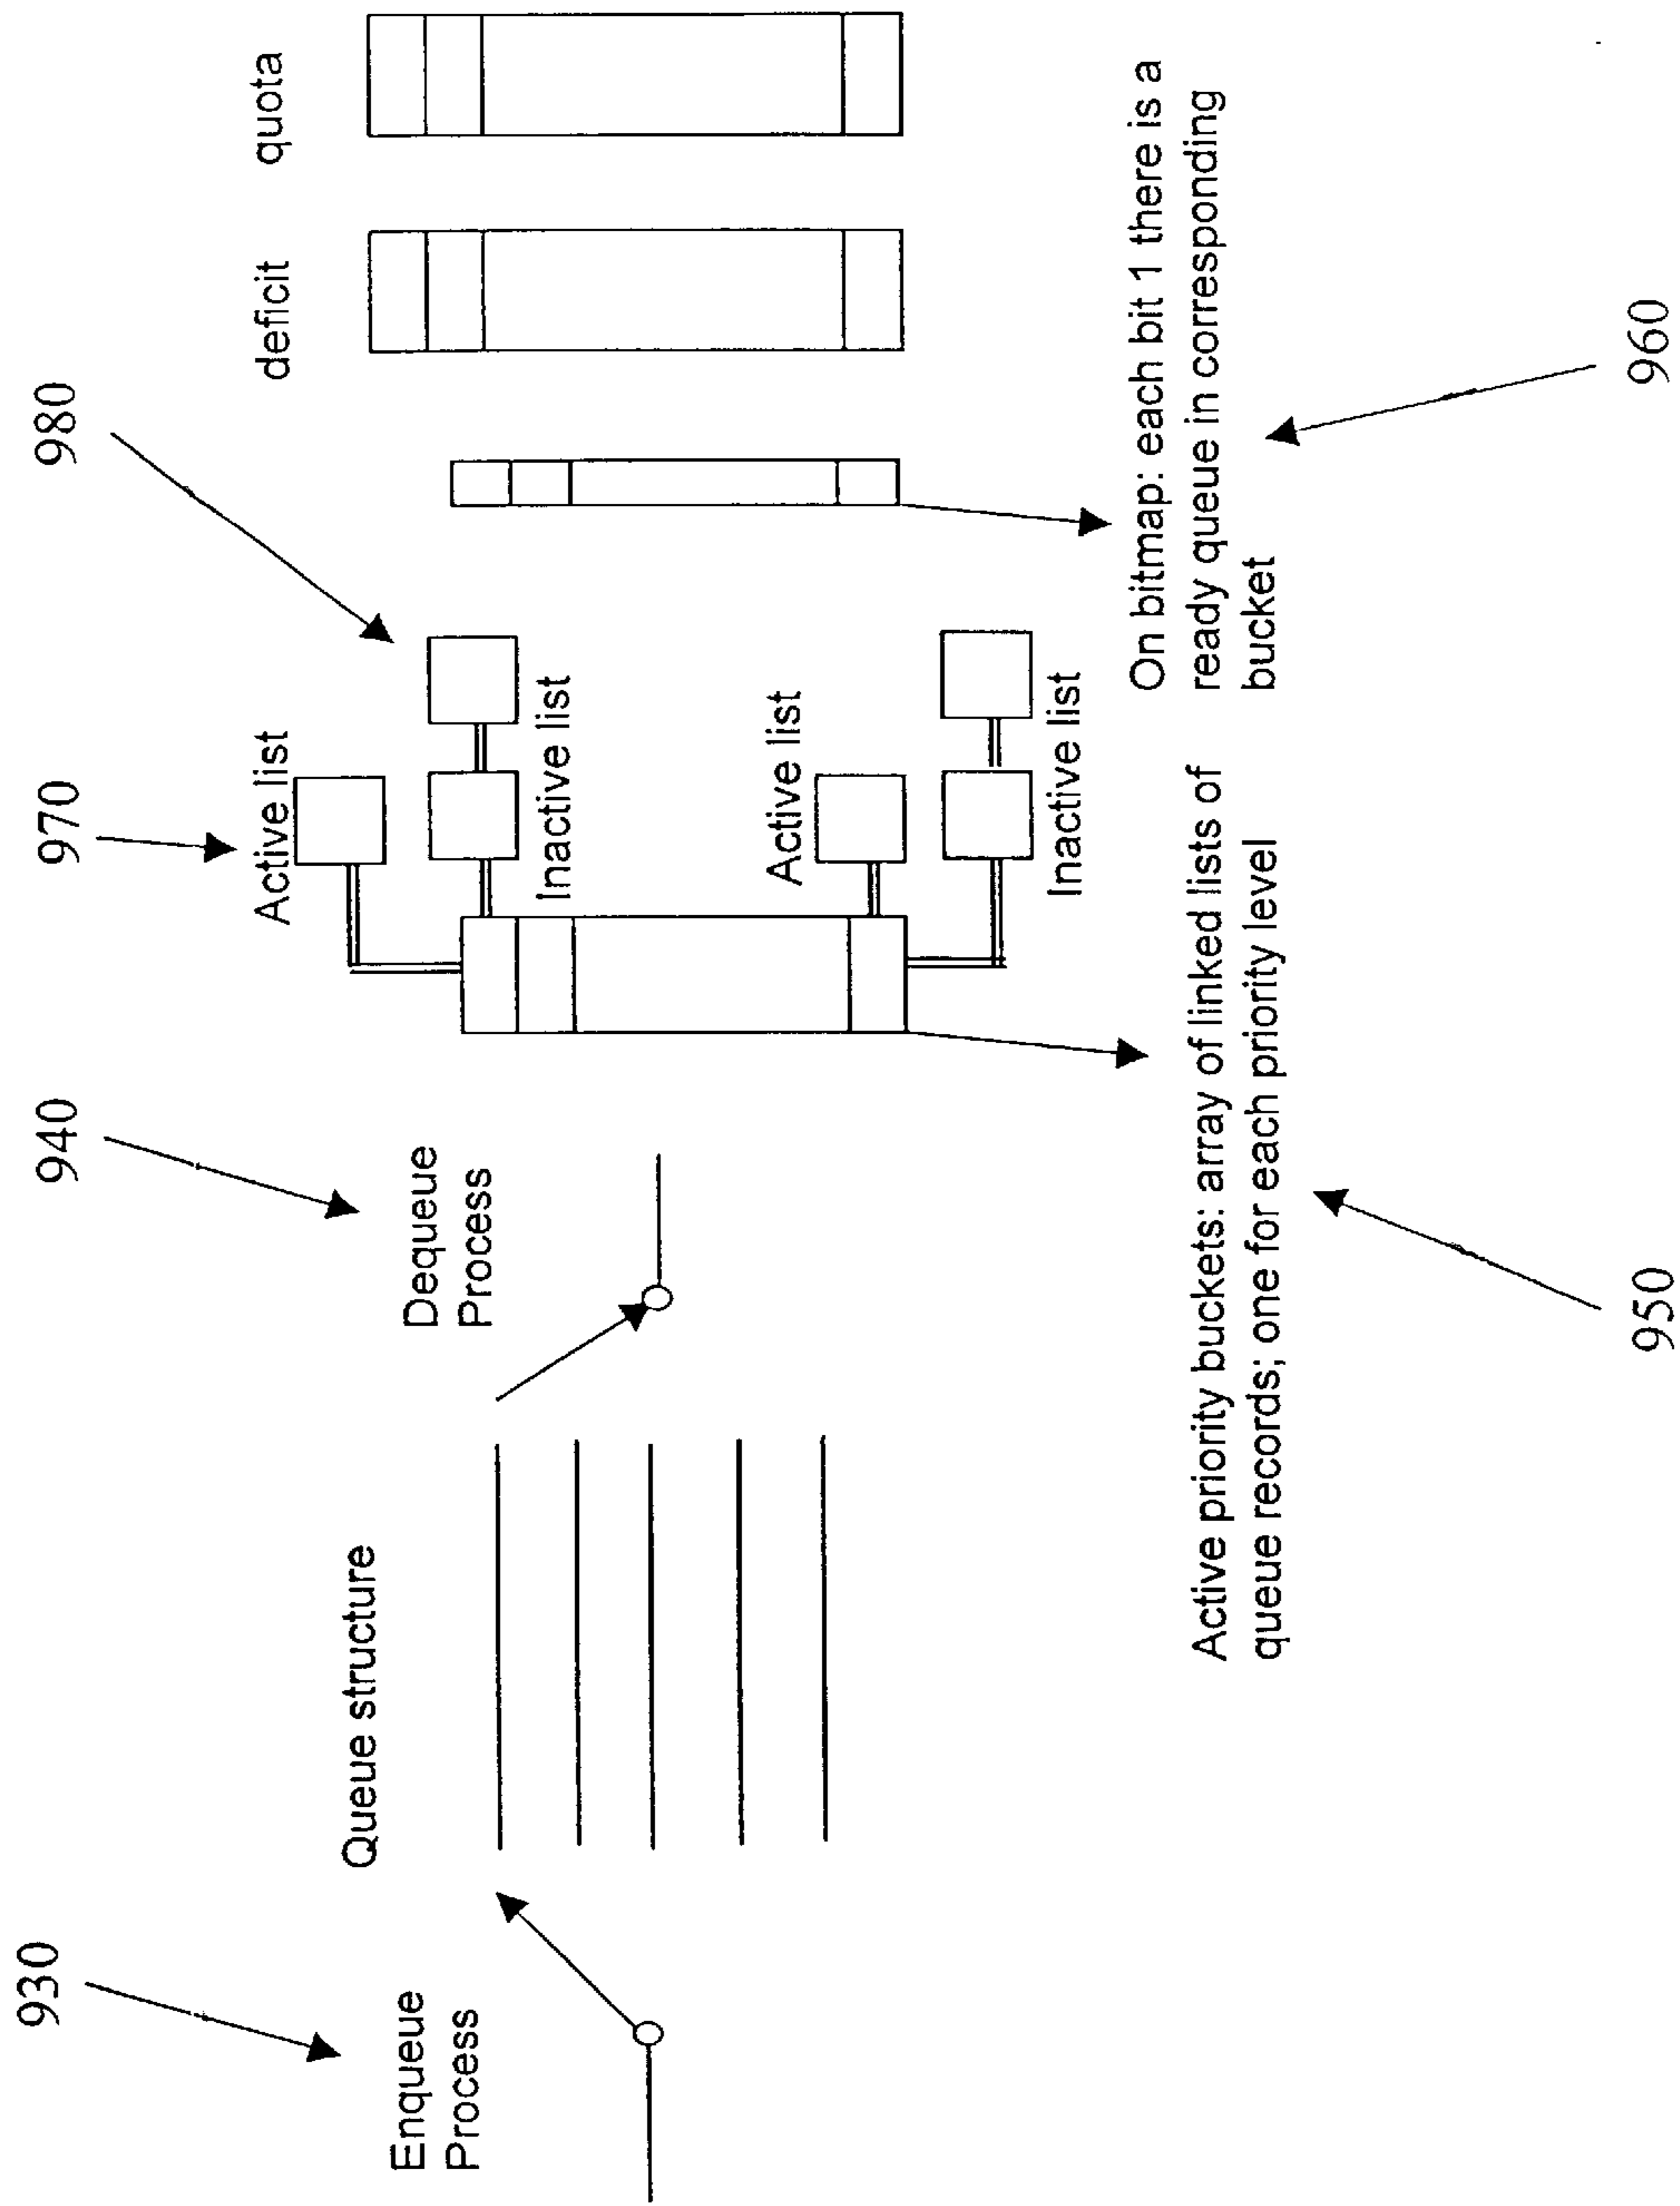 930
940
970
980
Enqueue
Process
Queue structure
Dequeue
Process
Active list
Inactive list
Active list
Inactive list
deficit
quota
Active priority buckets: array of linked lists of
queue records; one for each priority level
On bitmap: each bit 1 there is a
ready queue in corresponding
bucket
950
960